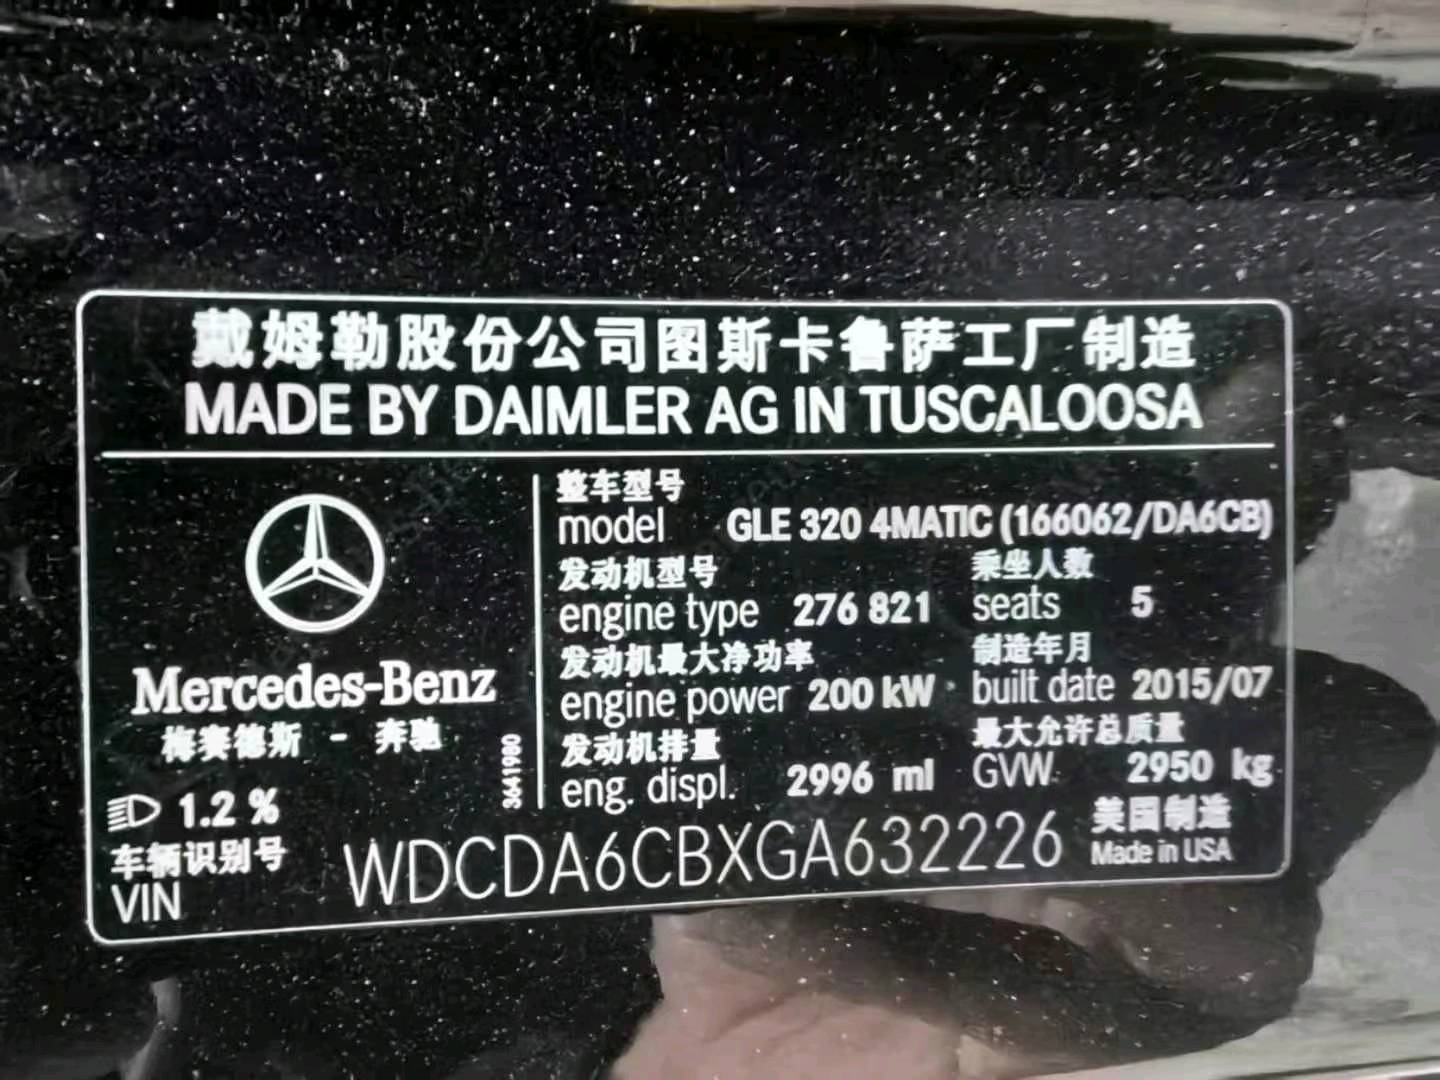 戴姆勒股份公司图斯卡鲁萨工厂制造
MADE BY DAIMLER AG IN TUSCALOOSA
Mercedes-Benz
梅赛德斯 - 奔驰
3641980
1.2 %
整车型号
model GLE 320 4MATIC (166062/DA6CB)
发动机型号 乘坐人数
engine type 276 821 seats 5
发动机最大净功率 制造年月
engine power 200 kW built date 2015/07
发动机排量 最大允许总质量
eng. displ. 2996 ml GVW 2950 kg
车辆识别号
VIN WDCDA6CBXGA632226
美国制造
Made in USA